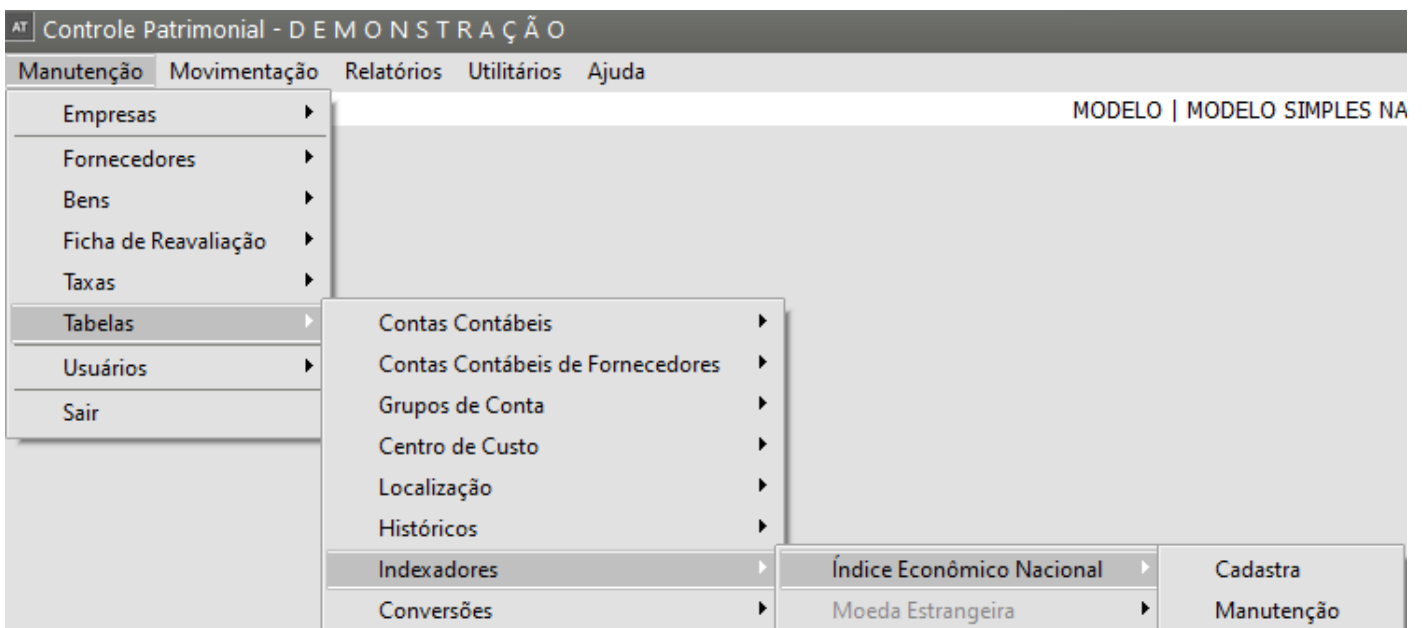 AT Controle Patrimonial - D E M O N S T R A Ç Ã O
Manutenção Movimentação Relatórios Utilitários Ajuda
MODELO | MODELO SIMPLES NA
Empresas
Fornecedores
Bens
Ficha de Reavaliação
Taxas
Tabelas
Usuários
Sair
Contas Contábeis
Contas Contábeis de Fornecedores
Grupos de Conta
Centro de Custo
Localização
Históricos
Indexadores
Conversões
Índice Econômico Nacional
Moeda Estrangeira
Cadastra
Manutenção